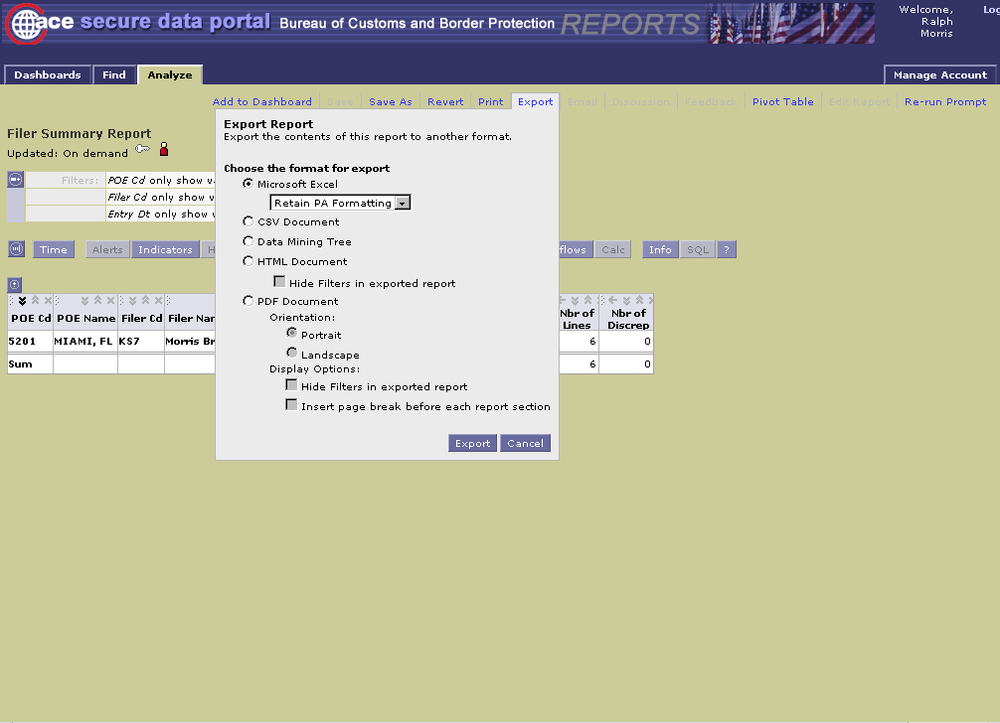 ace secure data portal Bureau of Customs and Border Protection REPORTS
Welcome,
Ralph
Morris
Dashboards Find Analyze Manage Account
Add to Dashboard Save Save As Revert Print Export Email Discussion Feedback Pivot Table Edit Report Re-run Prompt
Filer Summary Report
Updated: On demand
Filters: POE Cd only show
Filer Cd only show
Entry Dt only show
Export Report
Export the contents of this report to another format.
Choose the format for export
Microsoft Excel
Retain PA Formatting
CSV Document
Data Mining Tree
HTML Document
Hide Filters in exported report
PDF Document
Orientation:
Portrait
Landscape
Display Options:
Hide Filters in exported report
Insert page break before each report section
Export Cancel
Time Alerts Indicators H flows Calc Info SQL ?
POE Cd POE Name Filer Cd Filer Nar Nbr of Lines Nbr of Discrep
5201 MIAMI, FL KS7 Morris Br 6 0
Sum 6 0